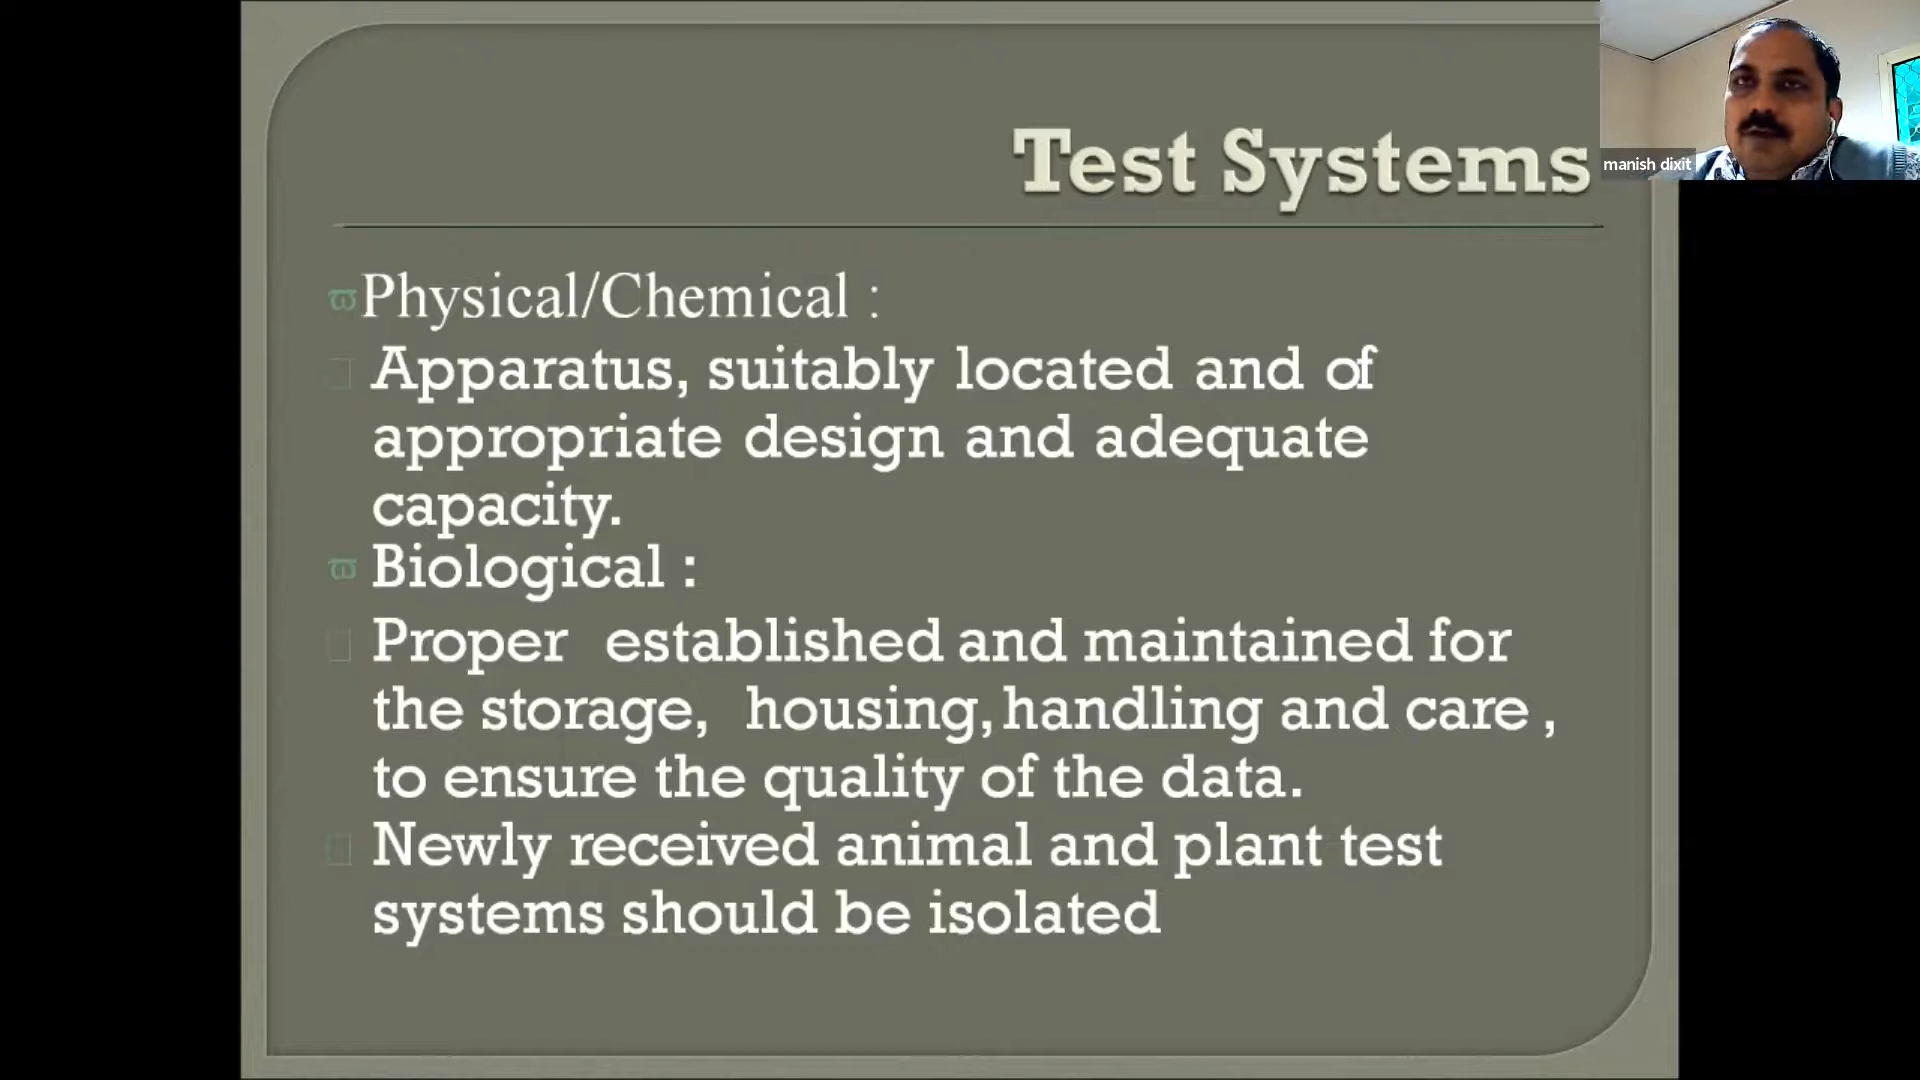 Test Systems
manish dixit
Physical/Chemical :
Apparatus, suitably located and of
appropriate design and adequate
capacity.
Biological :
Proper established and maintained for
the storage, housing, handling and care ,
to ensure the quality of the data.
Newly received animal and plant test
systems should be isolated